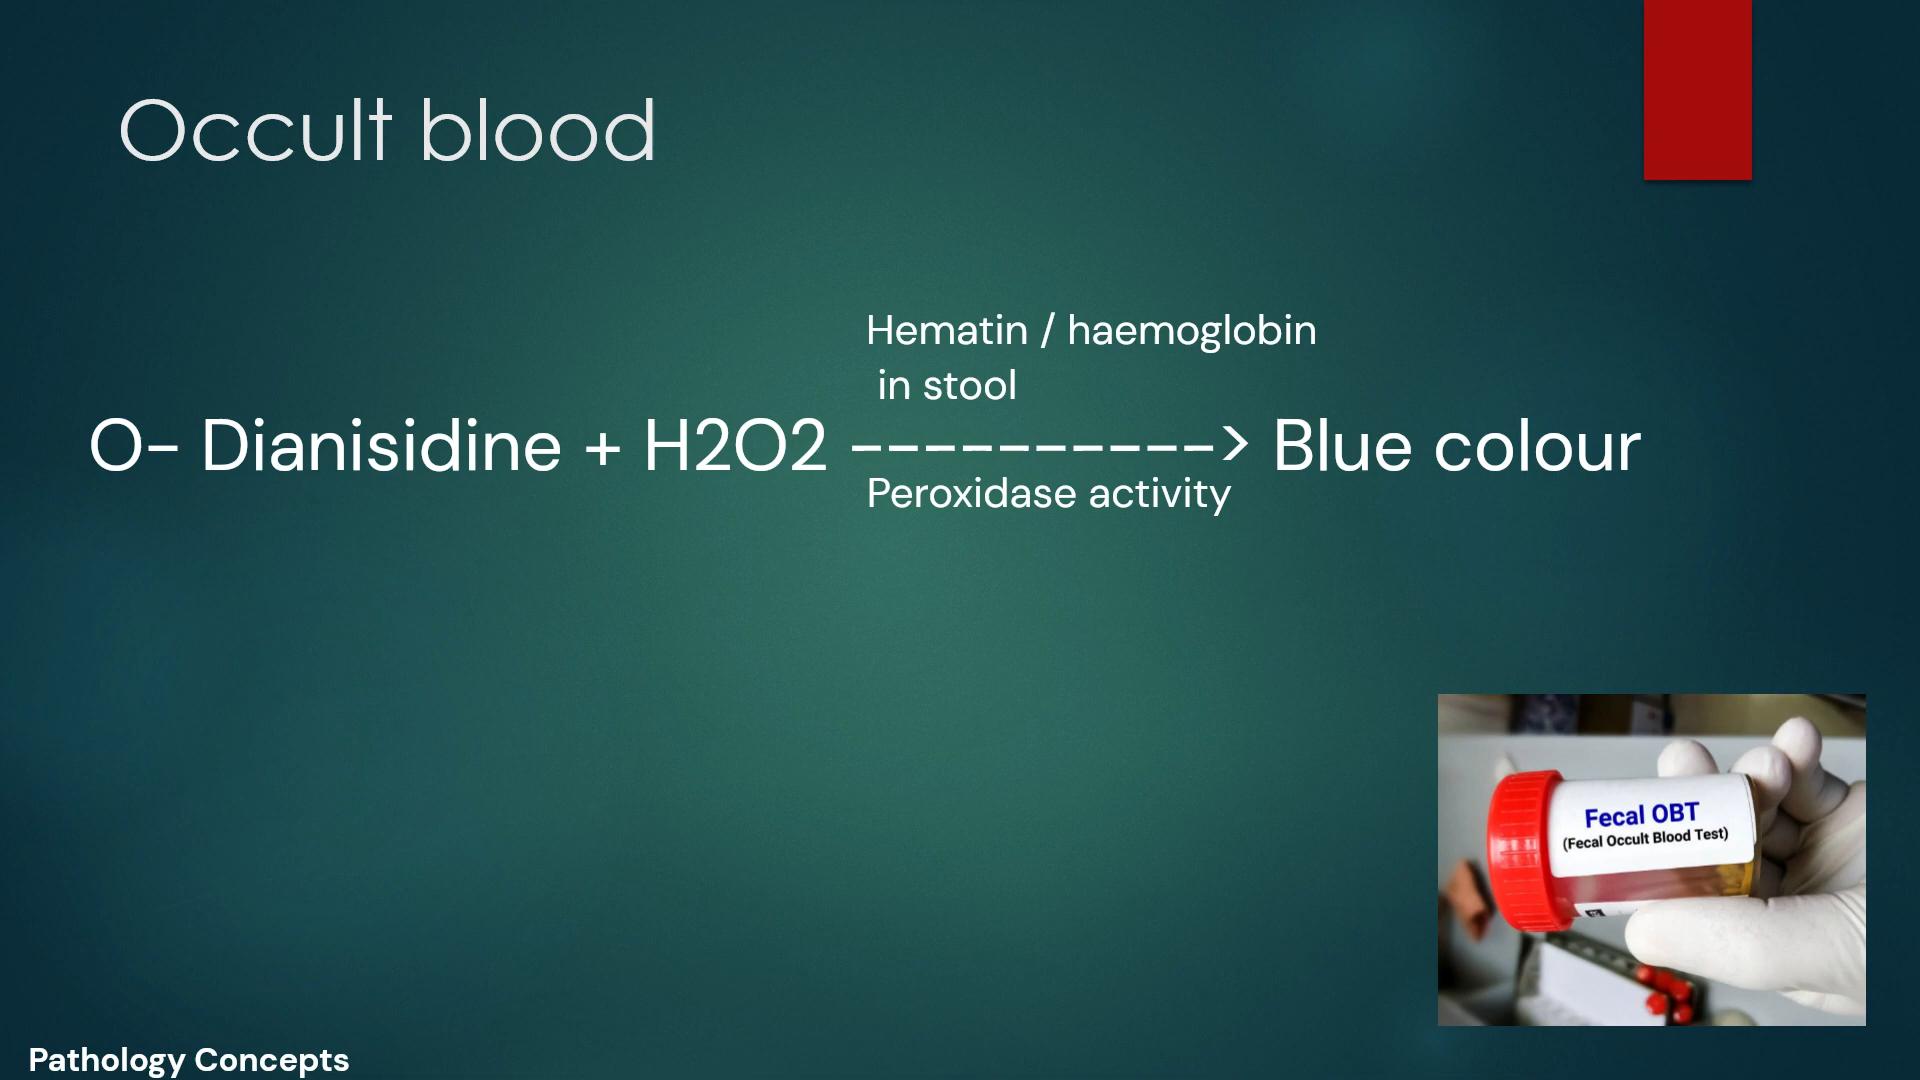 Occult blood
Hematin / haemoglobin
in stool
O- Dianisidine + H2O2 ----------> Blue colour
Peroxidase activity
Fecal OBT
(Fecal Occult Blood Test)
Pathology Concepts